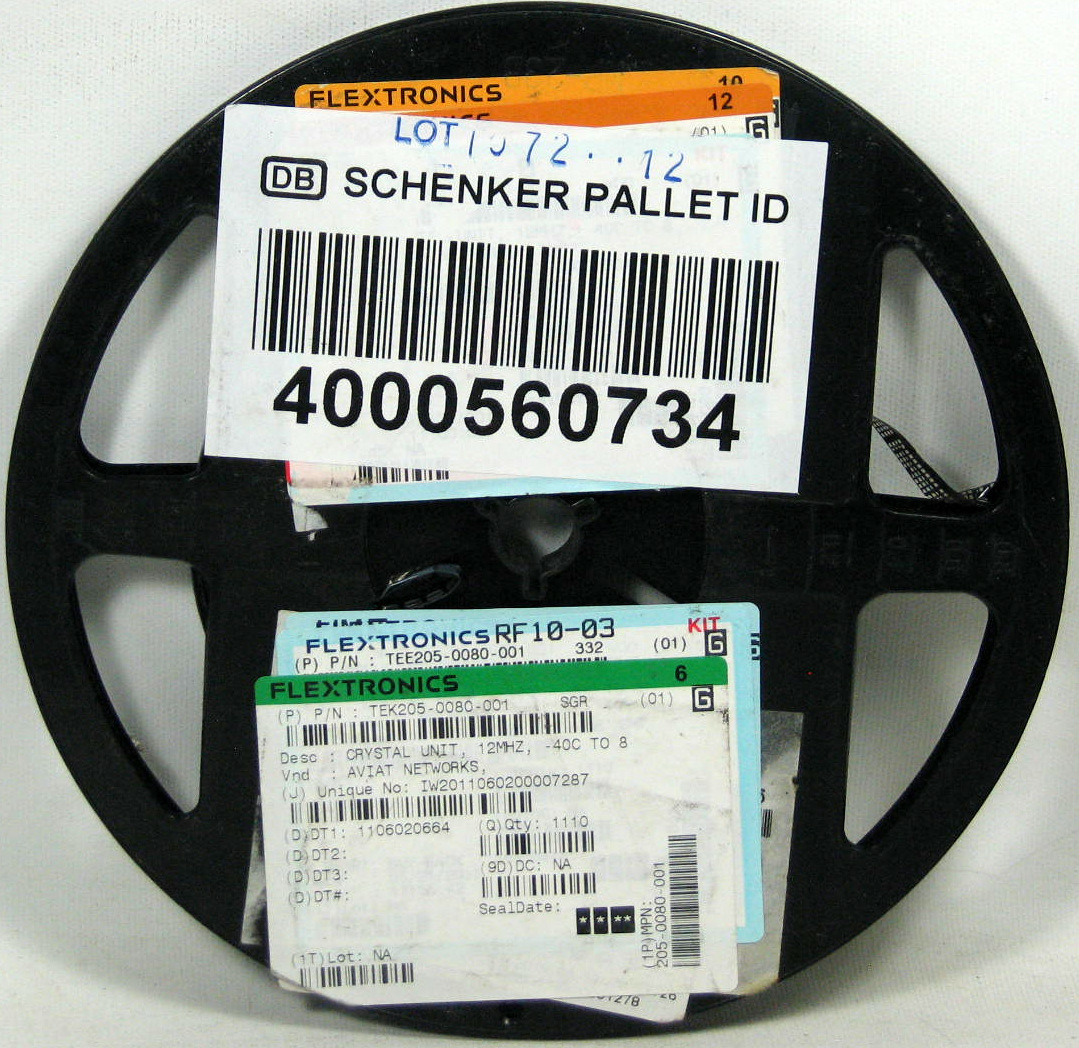 FLEXTRONICS 10
12
(01) G
LOT 1072..12
DB SCHENKER PALLET ID
4000560734
FLEXTRONICS RF10-03 KIT
(P) P/N : TEE205-0080-001 332 (01) G
FLEXTRONICS 6
(P) P/N : TEK205-0080-001 SGR (01) G
Desc : CRYSTAL UNIT, 12MHZ, -40C TO 8
Vnd : AVIAT NETWORKS,
(J) Unique No: IW2011060200007287
(D)DT1: 1106020664 (Q)Qty: 1110
(D)DT2:
(9D)DC: NA
(D)DT3:
(D)DT#:
SealDate: * * **
(1P)MPN:
205-0080-001
(1T)Lot: NA